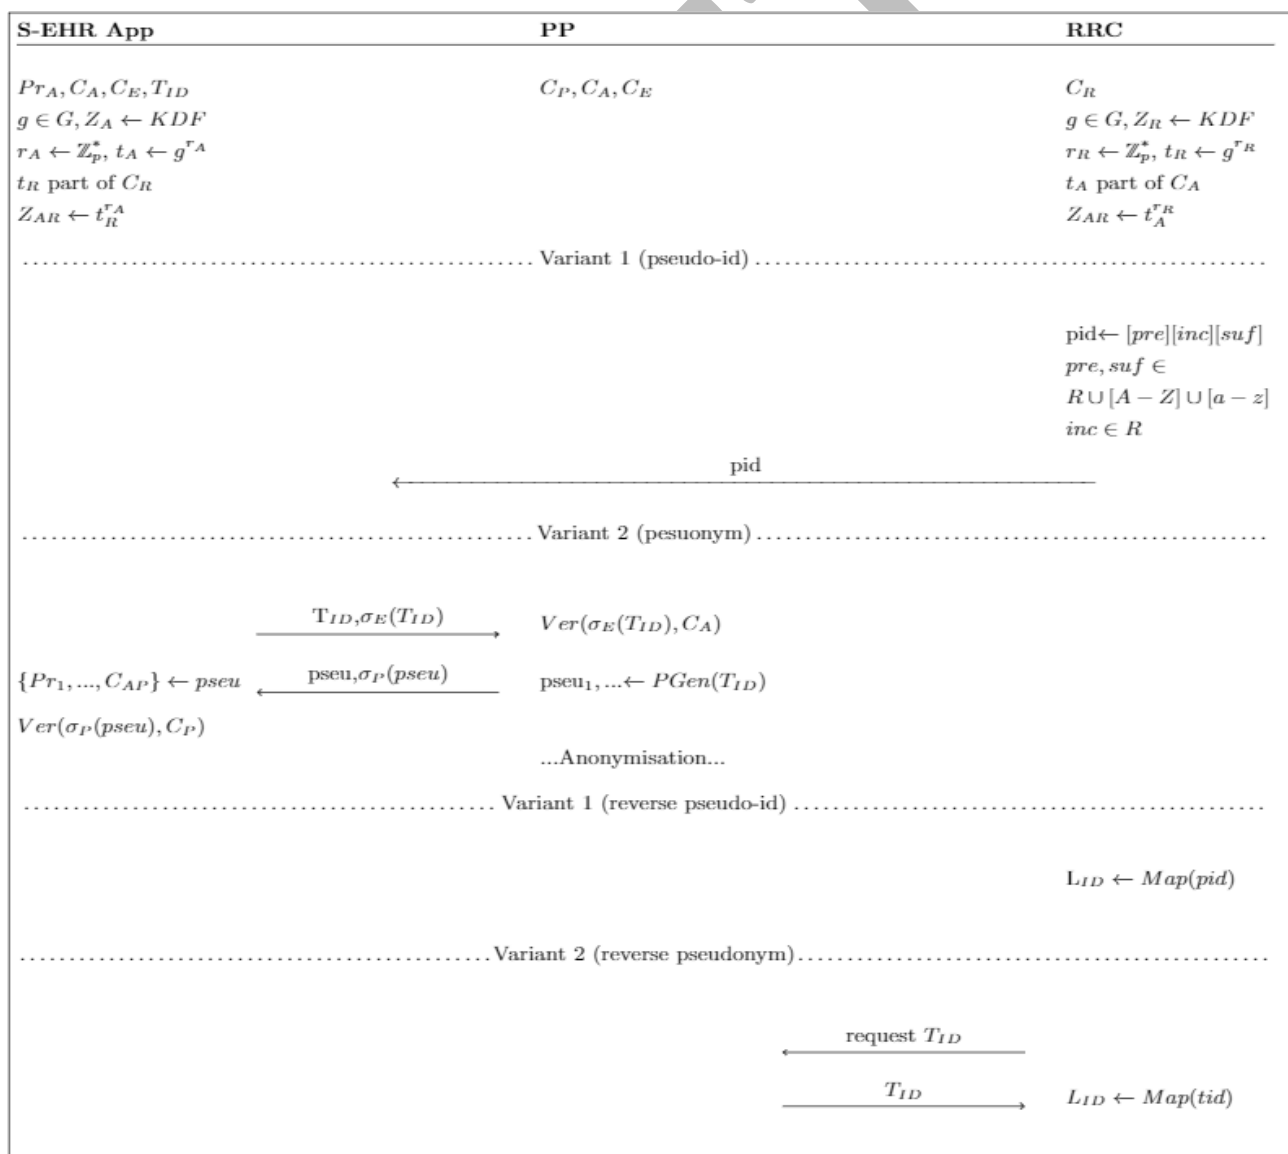 S-EHR App PP RRC
Pr_A, C_A, C_E, T_ID C_P, C_A, C_E C_R
g ∈ G, Z_A ← KDF g ∈ G, Z_R ← KDF
r_A ← ℤ_p^*, t_A ← g^{r_A} r_R ← ℤ_p^*, t_R ← g^{r_R}
t_R part of C_R t_A part of C_A
Z_AR ← t_R^{r_A} Z_AR ← t_A^{r_R}
Variant 1 (pseudo-id)
pid← [pre][inc][suf]
pre, suf ∈
R ∪ [A − Z] ∪ [a − z]
inc ∈ R
pid
Variant 2 (pesuonym)
T_ID,σ_E(T_ID) Ver(σ_E(T_ID), C_A)
{Pr_1, ..., C_AP} ← pseu pseu,σ_P(pseu) pseu_1, ...← PGen(T_ID)
Ver(σ_P(pseu), C_P)
...Anonymisation...
Variant 1 (reverse pseudo-id)
L_ID ← Map(pid)
Variant 2 (reverse pseudonym)
request T_ID
T_ID L_ID ← Map(tid)